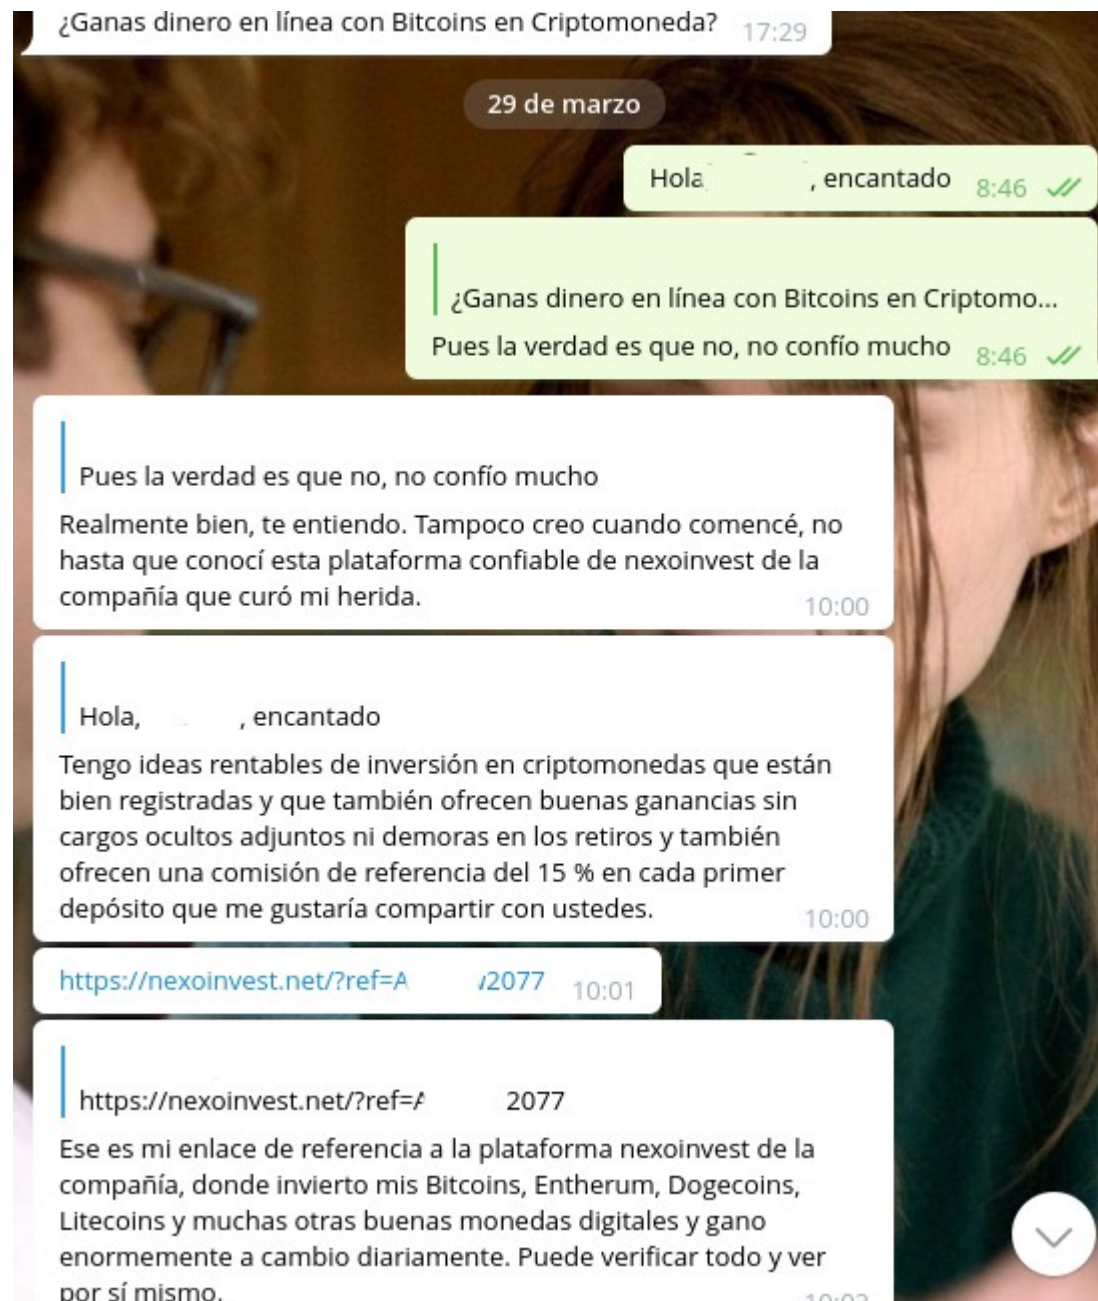 ¿Ganas dinero en línea con Bitcoins en Criptomoneda? 17:29
29 de marzo
Hola , encantado 8:46
¿Ganas dinero en línea con Bitcoins en Criptomo...
Pues la verdad es que no, no confío mucho 8:46
Pues la verdad es que no, no confío mucho
Realmente bien, te entiendo. Tampoco creo cuando comencé, no
hasta que conocí esta plataforma confiable de nexoinvest de la
compañía que curó mi herida. 10:00
Hola, , encantado
Tengo ideas rentables de inversión en criptomonedas que están
bien registradas y que también ofrecen buenas ganancias sin
cargos ocultos adjuntos ni demoras en los retiros y también
ofrecen una comisión de referencia del 15 % en cada primer
depósito que me gustaría compartir con ustedes. 10:00
https://nexoinvest.net/?ref=A 2077 10:01
https://nexoinvest.net/?ref=A 2077
Ese es mi enlace de referencia a la plataforma nexoinvest de la
compañía, donde invierto mis Bitcoins, Entherum, Dogecoins,
Litecoins y muchas otras buenas monedas digitales y gano
enormemente a cambio diariamente. Puede verificar todo y ver
por sí mismo.